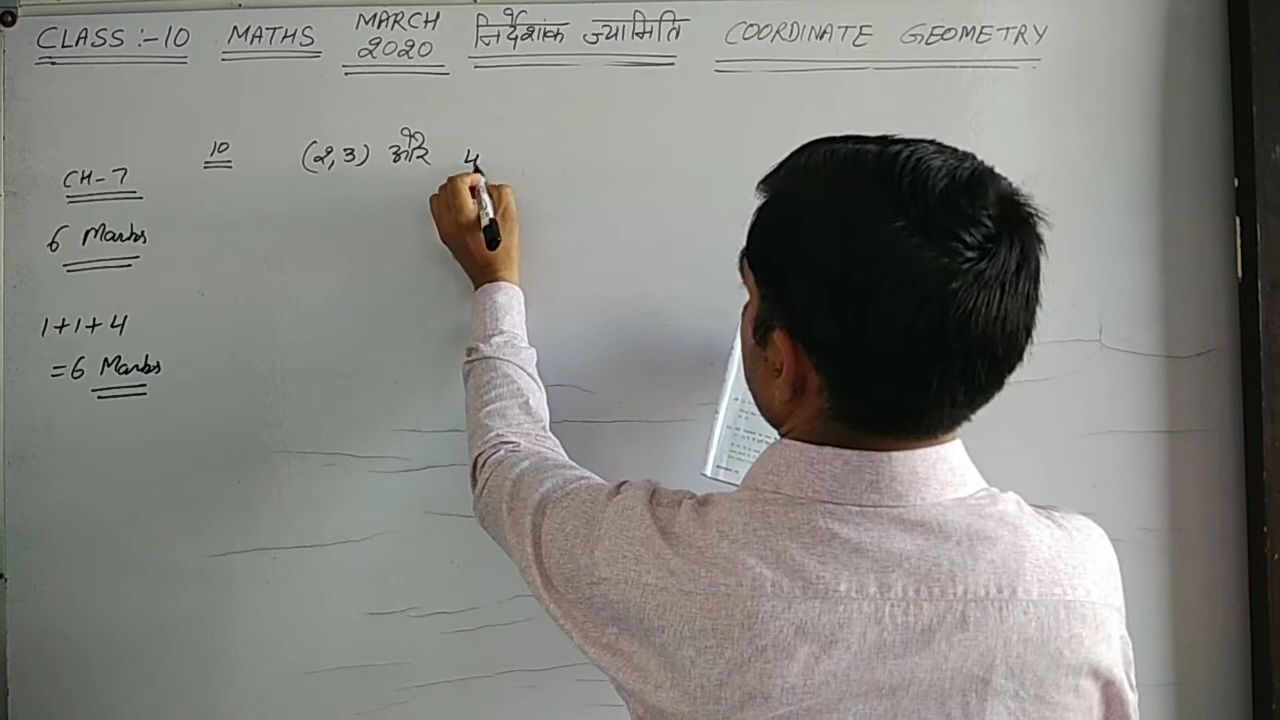 CLASS :- 10 MATHS MARCH 2020 निर्देशांक ज्यामिति COORDINATE GEOMETRY
CH-7
10 (2,3) और 4
6 Marks
1+1+4
=6 Marks